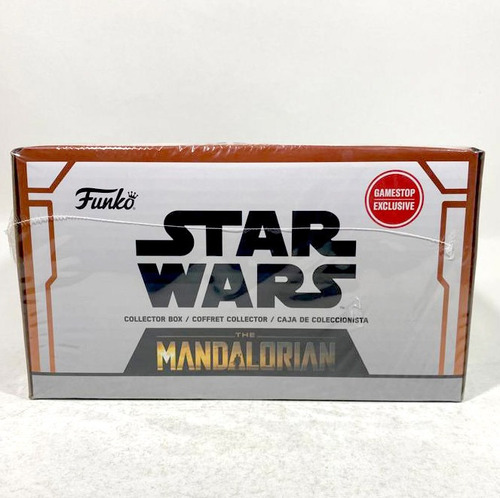 Funko
GAMESTOP
EXCLUSIVE
STAR
WARS
COLLECTOR BOX / COFFRET COLLECTOR / CAJA DE COLECCIONISTA
THE
MANDALORIAN